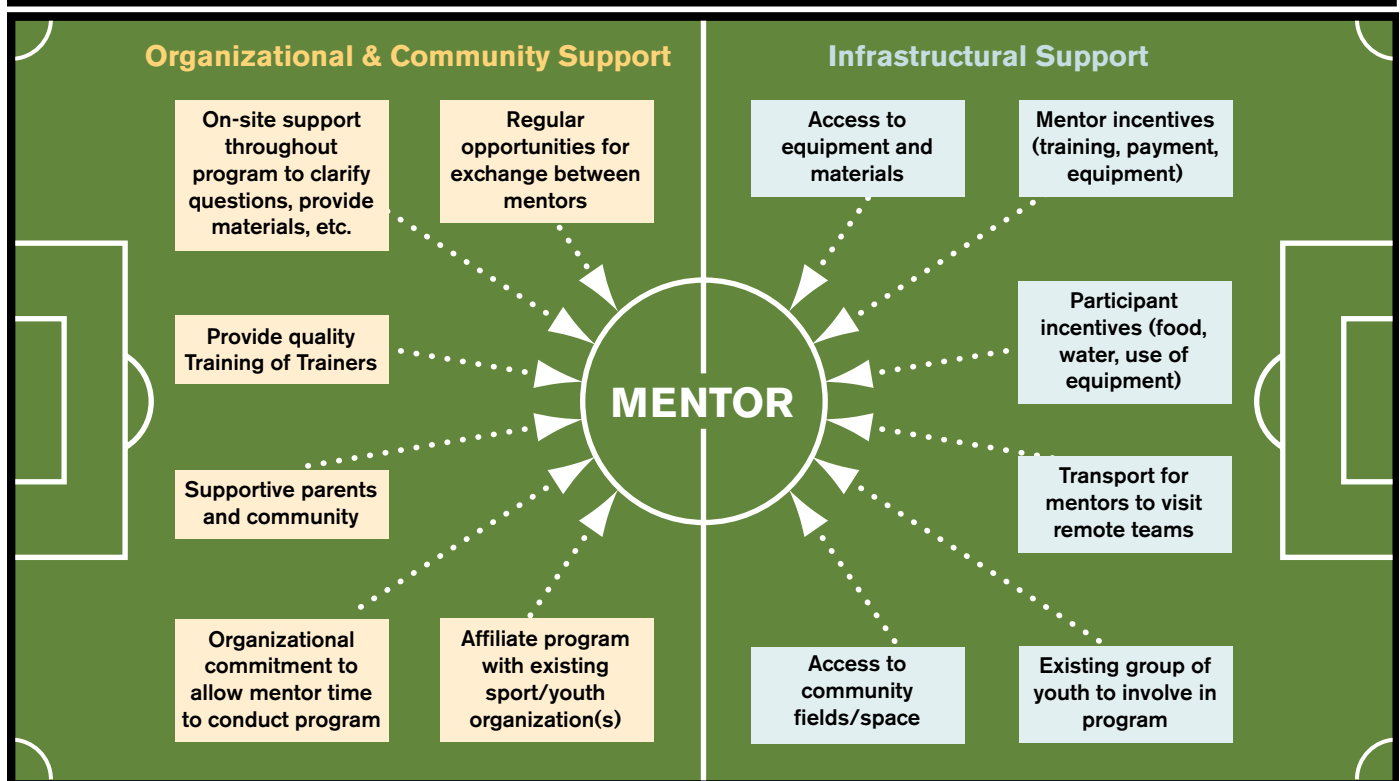 Organizational & Community Support
On-site support
throughout
program to clarify
questions, provide
materials, etc.
Regular
opportunities for
exchange between
mentors
Provide quality
Training of Trainers
Supportive parents
and community
Organizational
commitment to
allow mentor time
to conduct program
Affiliate program
with existing
sport/youth
organization(s)
MENTOR
Infrastructural Support
Access to
equipment and
materials
Mentor incentives
(training, payment,
equipment)
Participant
incentives (food,
water, use of
equipment)
Transport for
mentors to visit
remote teams
Access to
community
fields/space
Existing group of
youth to involve in
program